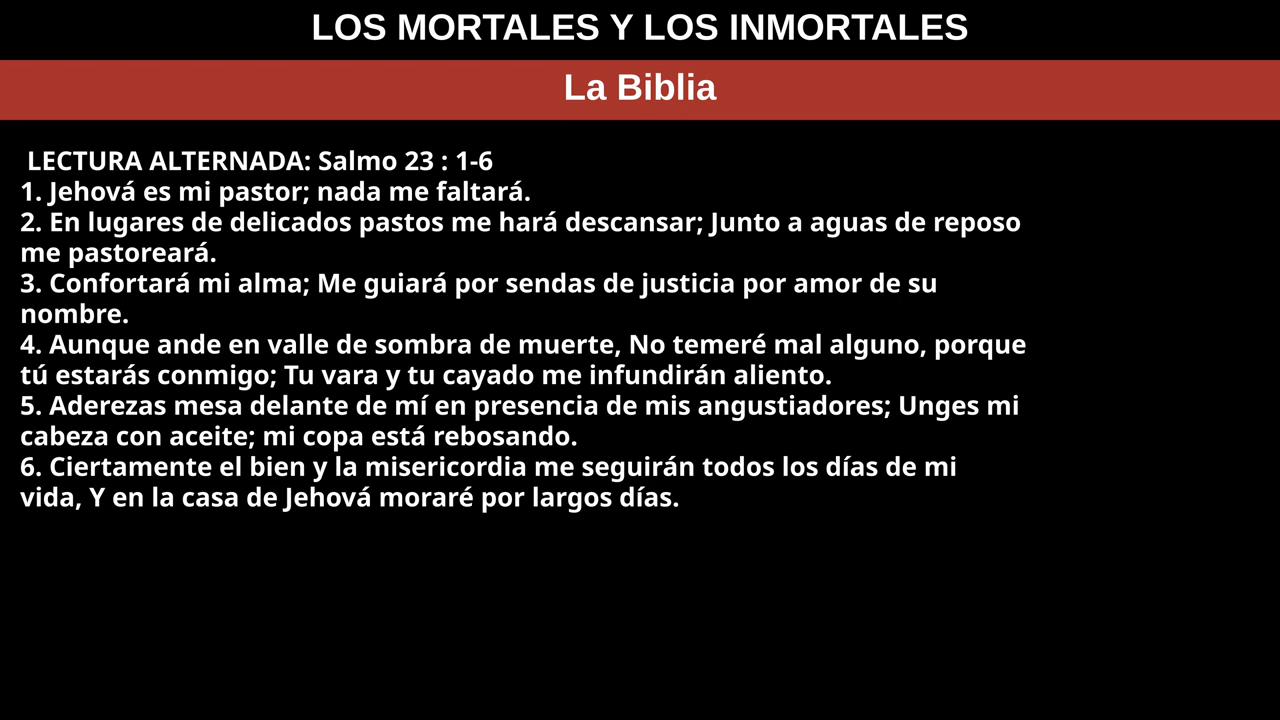 LOS MORTALES Y LOS INMORTALES
La Biblia
LECTURA ALTERNADA: Salmo 23 : 1-6
1. Jehová es mi pastor; nada me faltará.
2. En lugares de delicados pastos me hará descansar; Junto a aguas de reposo
me pastoreará.
3. Confortará mi alma; Me guiará por sendas de justicia por amor de su
nombre.
4. Aunque ande en valle de sombra de muerte, No temeré mal alguno, porque
tú estarás conmigo; Tu vara y tu cayado me infundirán aliento.
5. Aderezas mesa delante de mí en presencia de mis angustiadores; Unges mi
cabeza con aceite; mi copa está rebosando.
6. Ciertamente el bien y la misericordia me seguirán todos los días de mi
vida, Y en la casa de Jehová moraré por largos días.